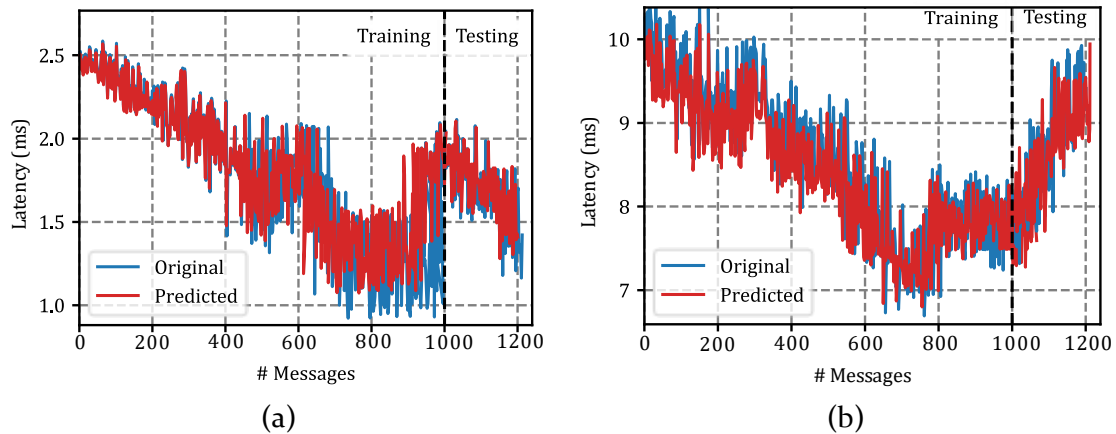 Training Testing
2.5
2.0
1.5
1.0
Latency (ms)
Original
Predicted
0 200 400 600 800 1000 1200
# Messages
(a)
Training Testing
10
9
8
7
Latency (ms)
Original
Predicted
0 200 400 600 800 1000 1200
# Messages
(b)